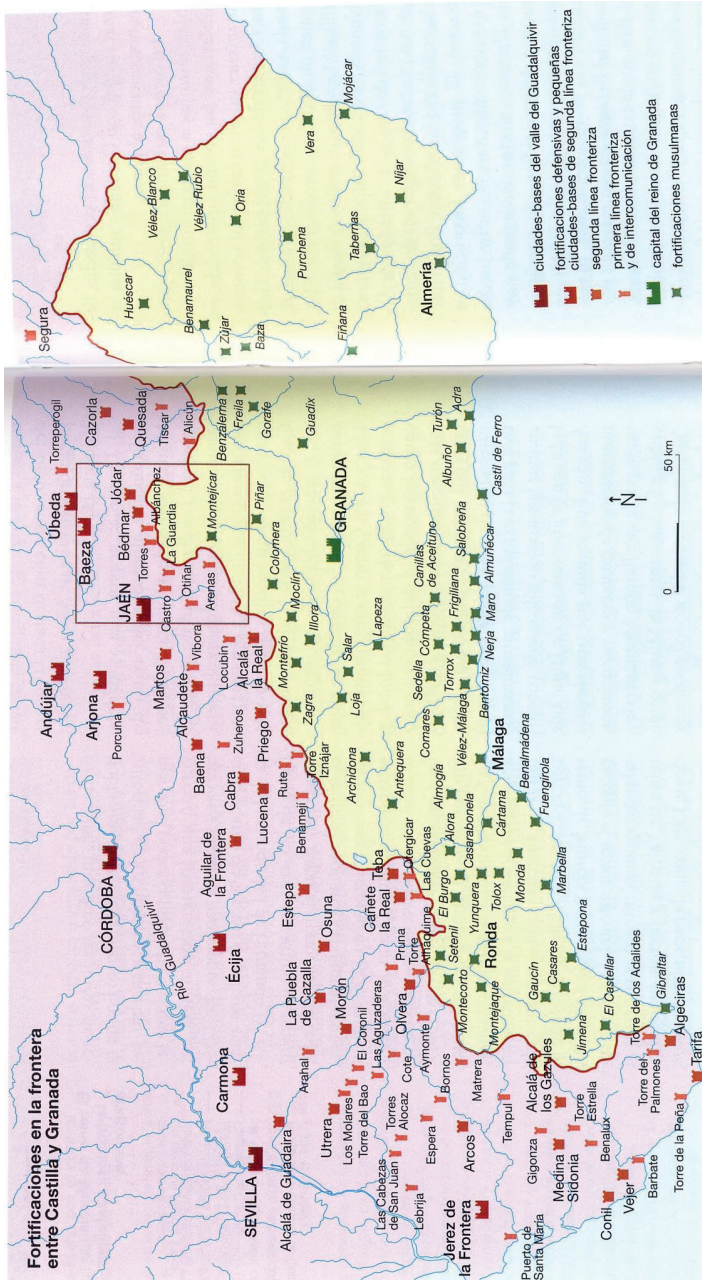 Fortificaciones en la frontera
entre Castilla y Granada
SEVILLA
Alcalá de Guadaira
Carmona
Río
Guadalquivir
CÓRDOBA
Écija
Andújar
Arjona
Porcuna
JAÉN
Úbeda
Baeza
Torreperogil
Cazorla
Quesada
Tiscar
Alicún
Jódar
Bédmar
Albánchez
Torres
La Guardia
Castro
Otiñar
Arenas
Montejícar
Martos
Víbora
Alcaudete
Locubín
Alcalá
la Real
Baena
Zuheros
Priego
Cabra
Lucena
Rute
Torre
Iznájar
Benamejí
Aguilar de
la Frontera
Estepa
Osuna
La Puebla
de Cazalla
Morón
Arahal
El Coronil
Las Aguzaderas
Utrera
Los Molares
Torre del Bao
Las Cabezas
de San Juan
Torres
Alocaz
Cote
Lebrija
Espera
Bornos
Aymonte
Olvera
Pruna
Torre
Alhaquime
Cañete
la Real
Teba
Ortegicar
Las Cuevas
Arcos
Matrera
Jerez de
la Frontera
Tempul
Puerto de
Santa María
Gigonza
Alcalá de
los Gazules
Medina
Sidonia
Torre
Estrella
Benalux
Conil
Vejer
Barbate
Torre de la Peña
Torre del
Palmones
Torre de los Adalides
Algeciras
Tarifa
Gibraltar
El Castellar
Jimena
Gaucín
Casares
Estepona
Montecorto
Montejaque
Setenil
Ronda
El Burgo
Yunquera
Tolox
Casarabonela
Alora
Almogía
Cártama
Monda
Marbella
Fuengirola
Benalmádena
Málaga
Antequera
Archidona
Loja
Salar
Zagra
Montefrío
Illora
Moclín
Colomera
Piñar
GRANADA
Lapeza
Guadix
Benzalema
Freila
Gorafe
Comares
Vélez-Málaga
Sedella
Cómpeta
Canillas
de Aceituno
Torrox
Frigiliana
Bentomiz
Nerja
Maro
Almuñécar
Salobreña
Castil de Ferro
Albuñol
Turón
Adra
Segura
Huéscar
Benamaurel
Zújar
Baza
Vélez Blanco
Vélez Rubio
Oria
Purchena
Vera
Mojácar
Tabernas
Níjar
Fiñana
Almería
N
0
50 km
ciudades-bases del valle del Guadalquivir
fortificaciones defensivas y pequeñas
ciudades-bases de segunda línea fronteriza
segunda línea fronteriza
primera línea fronteriza
y de intercomunicación
capital del reino de Granada
fortificaciones musulmanas